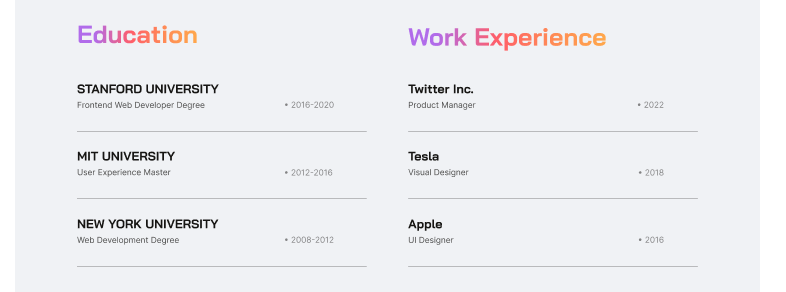 Education
STANFORD UNIVERSITY
Frontend Web Developer Degree • 2016-2020
MIT UNIVERSITY
User Experience Master • 2012-2016
NEW YORK UNIVERSITY
Web Development Degree • 2008-2012
Work Experience
Twitter Inc.
Product Manager • 2022
Tesla
Visual Designer • 2018
Apple
UI Designer • 2016